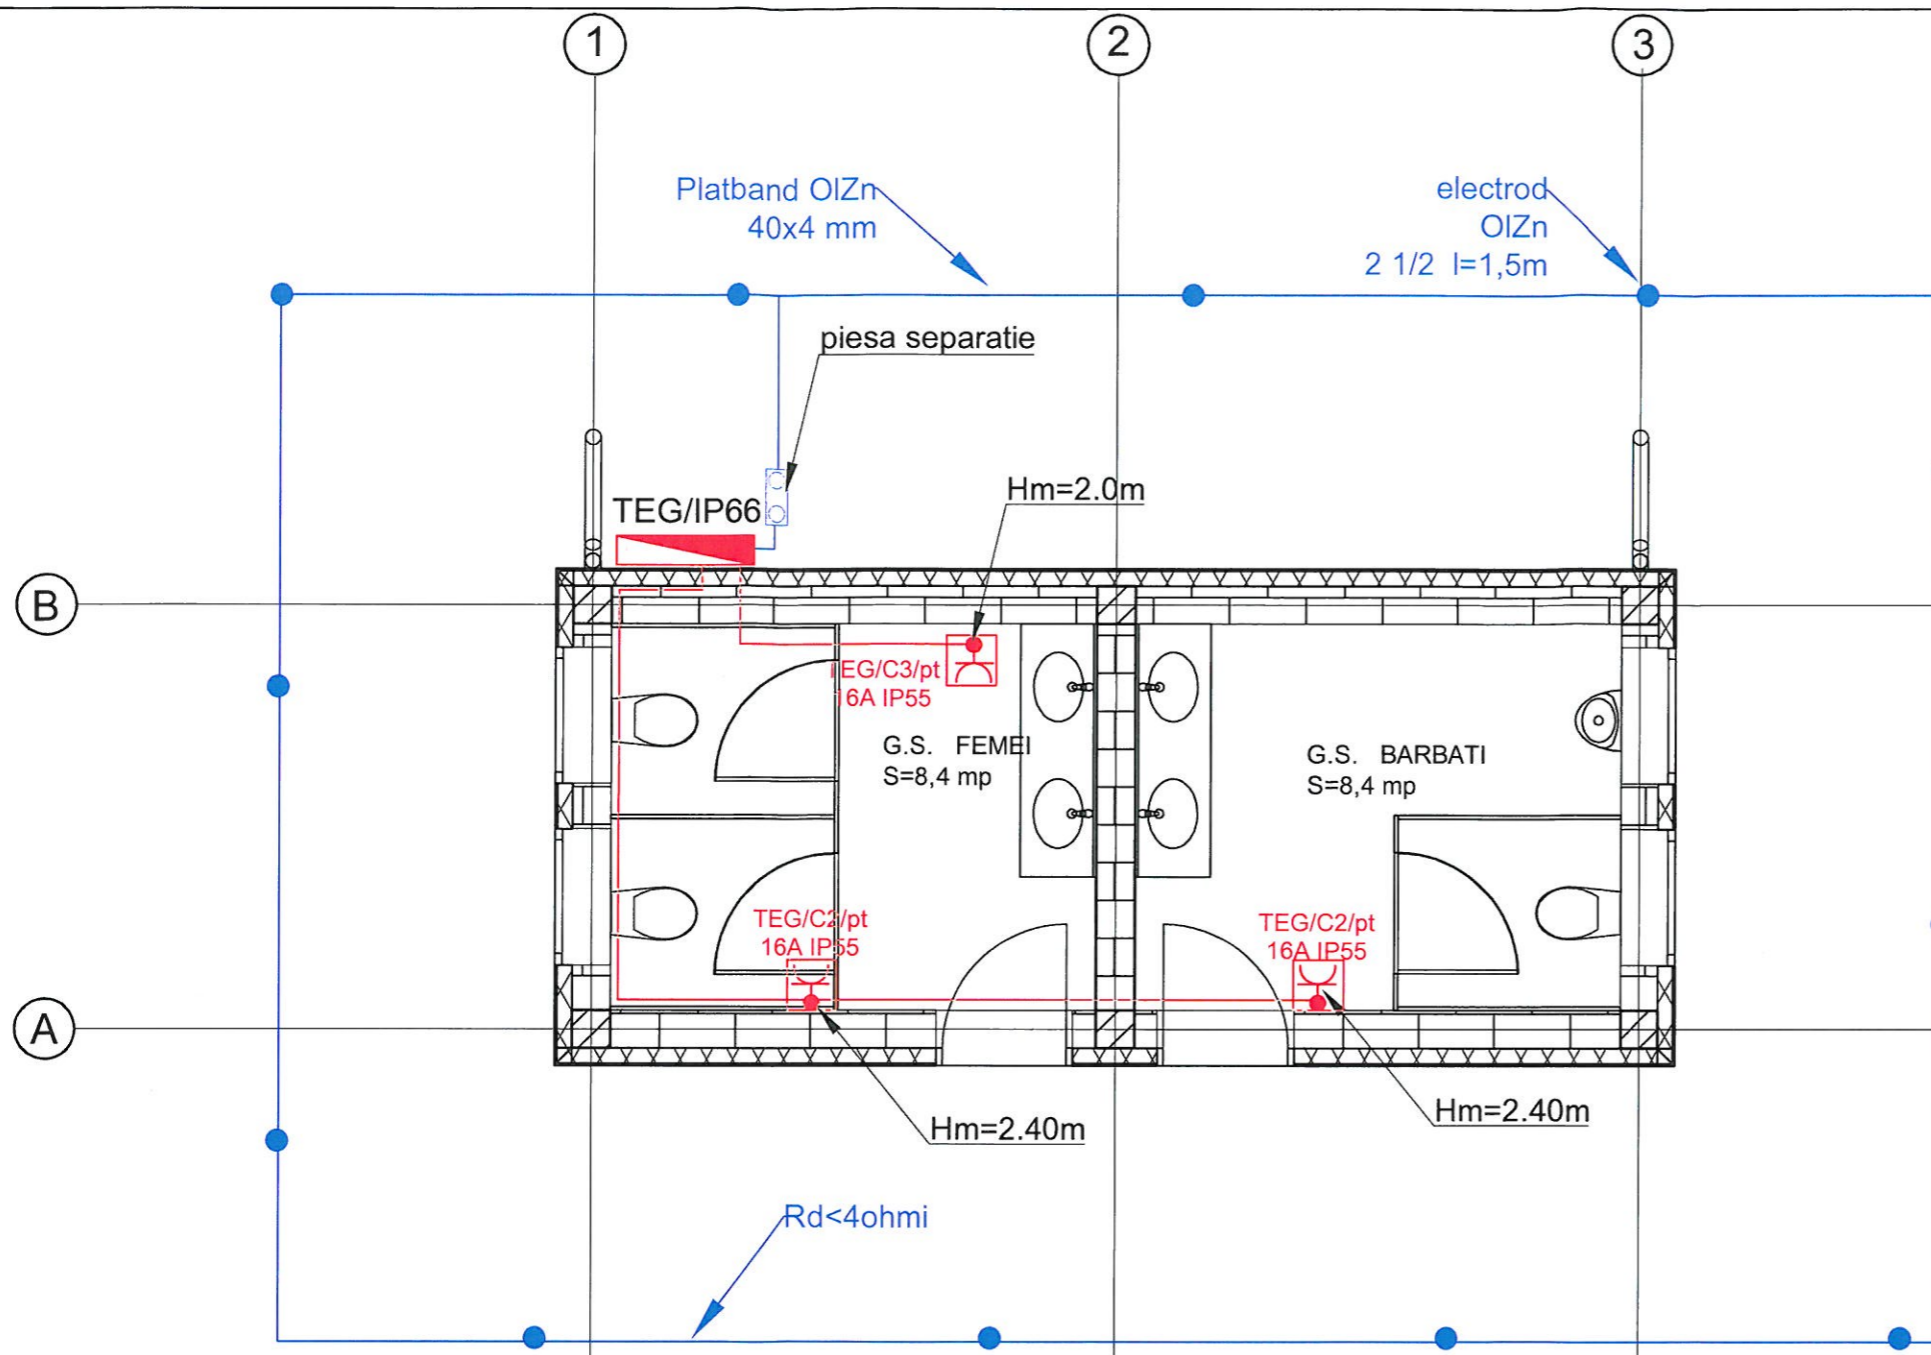 1
2
3
Platband OlZn
40x4 mm
electrod
OlZn
2 1/2 l=1,5m
piesa separatie
Hm=2.0m
TEG/IP66
B
TEG/C3/pt
16A IP55
G.S. FEMEI
S=8,4 mp
G.S. BARBATI
S=8,4 mp
TEG/C2/pt
16A IP55
TEG/C2/pt
16A IP55
A
Hm=2.40m
Hm=2.40m
Rd<4ohmi